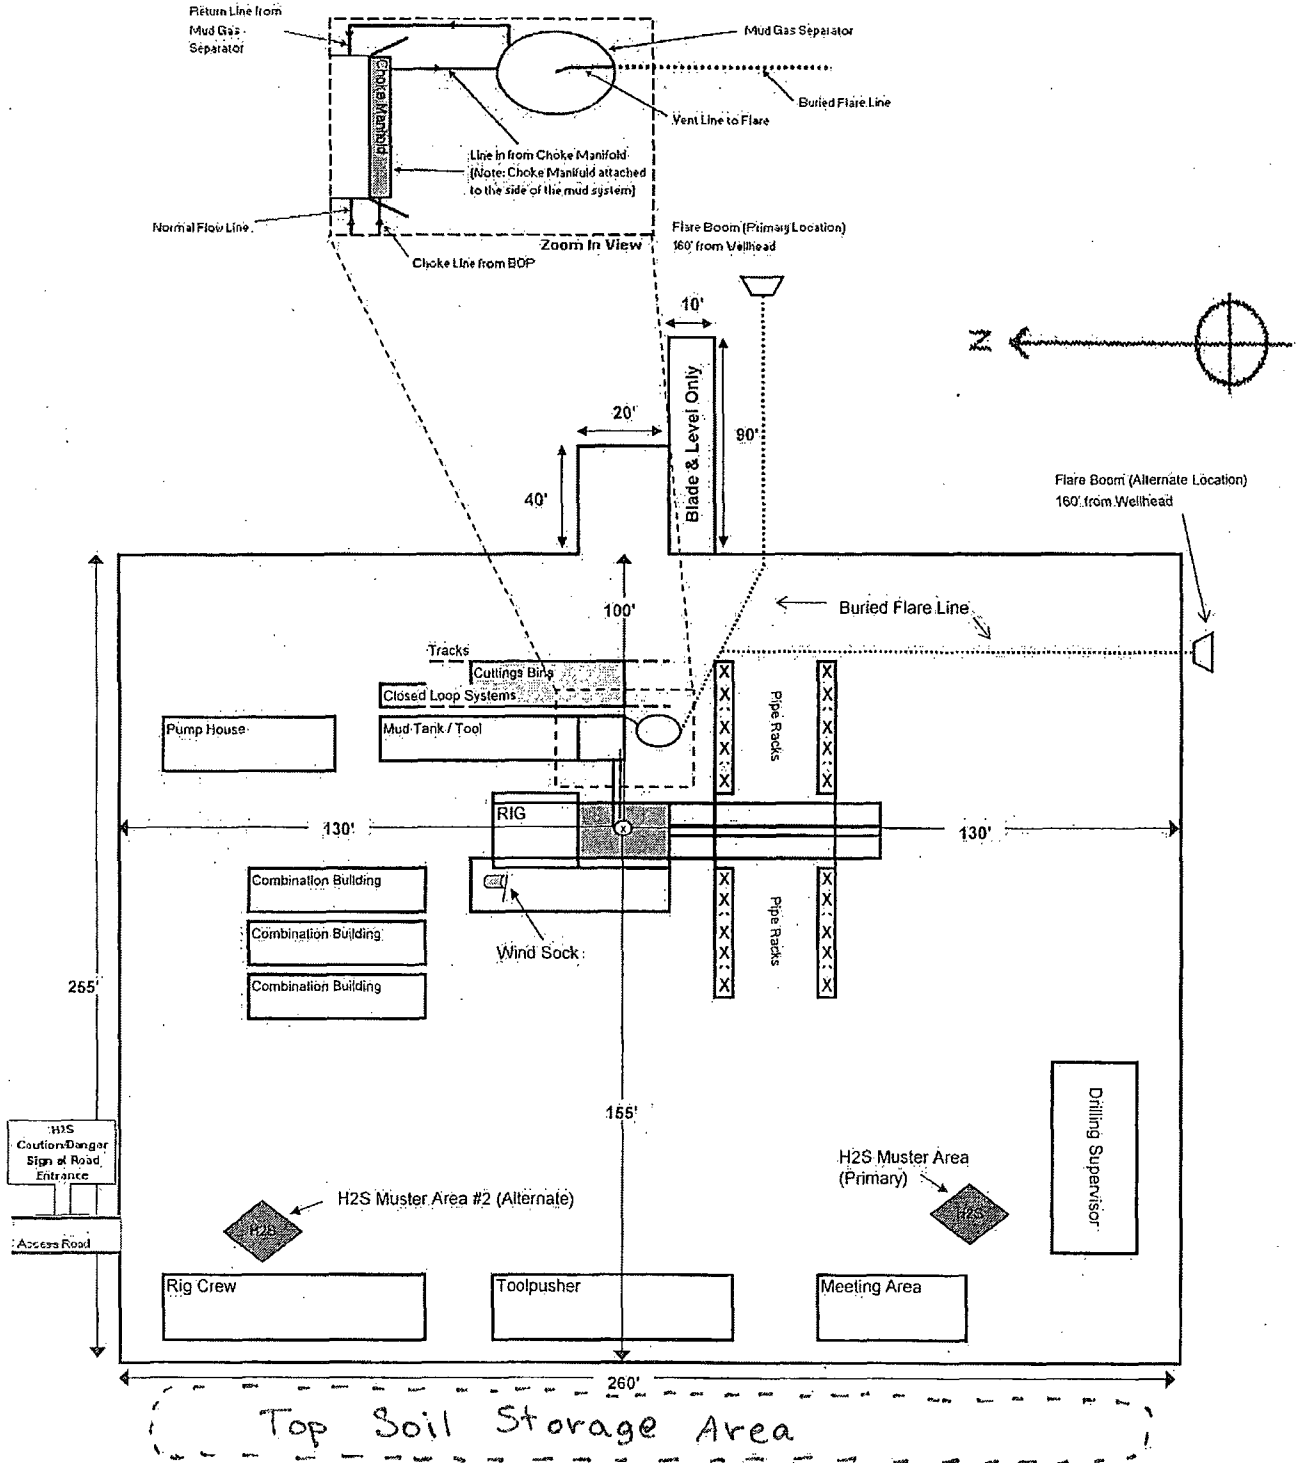 Return Line from
Mud Gas
Separator
Mud Gas Separator
Choke Manifold
Buried Flare Line
Vent Line to Flare
Line in from Choke Manifold
(Note: Choke Manifold attached
to the side of the mud system)
Normal Flow Line
Choke Line from BOP
Zoom In View
Flare Boom (Primary Location)
160' from Wellhead
10'
N
20'
Blade & Level Only
90'
40'
Flare Boom (Alternate Location)
160' from Wellhead
100'
Buried Flare Line
Tracks
Cuttings Bins
Closed Loop Systems
Pump House
Mud Tank / Tool
X X X X X
Pipe Racks
X X X X X
RIG
130'
X
130'
Combination Building
Combination Building
Combination Building
Wind Sock
X X X X X
Pipe Racks
X X X X X
255'
155'
Drilling Supervisor
H2S
Caution/Danger
Sign at Road
Entrance
H2S Muster Area
(Primary)
H2S Muster Area #2 (Alternate)
H2S
H2S
Access Road
Rig Crew
Toolpusher
Meeting Area
260'
Top Soil Storage Area